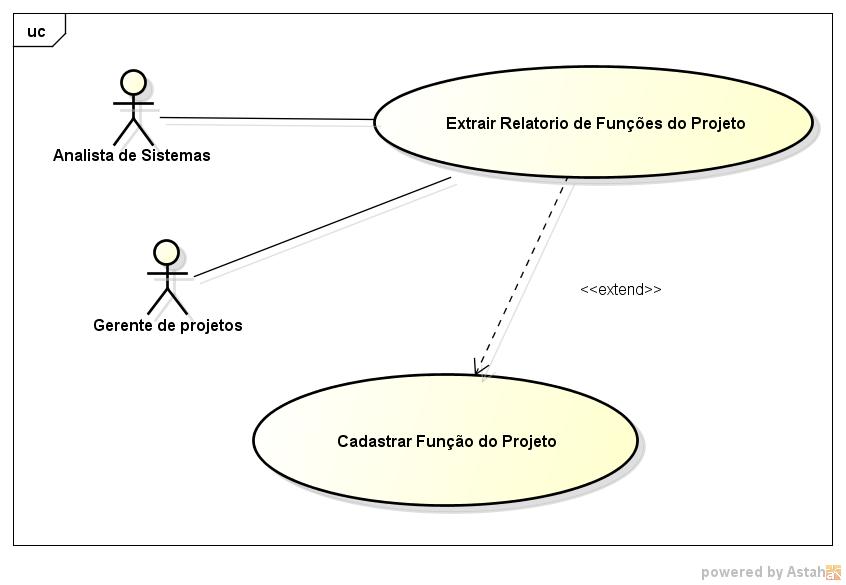 uc
Extrair Relatorio de Funções do Projeto
Analista de Sistemas
<<extend>>
Gerente de projetos
Cadastrar Função do Projeto
powered by Astah